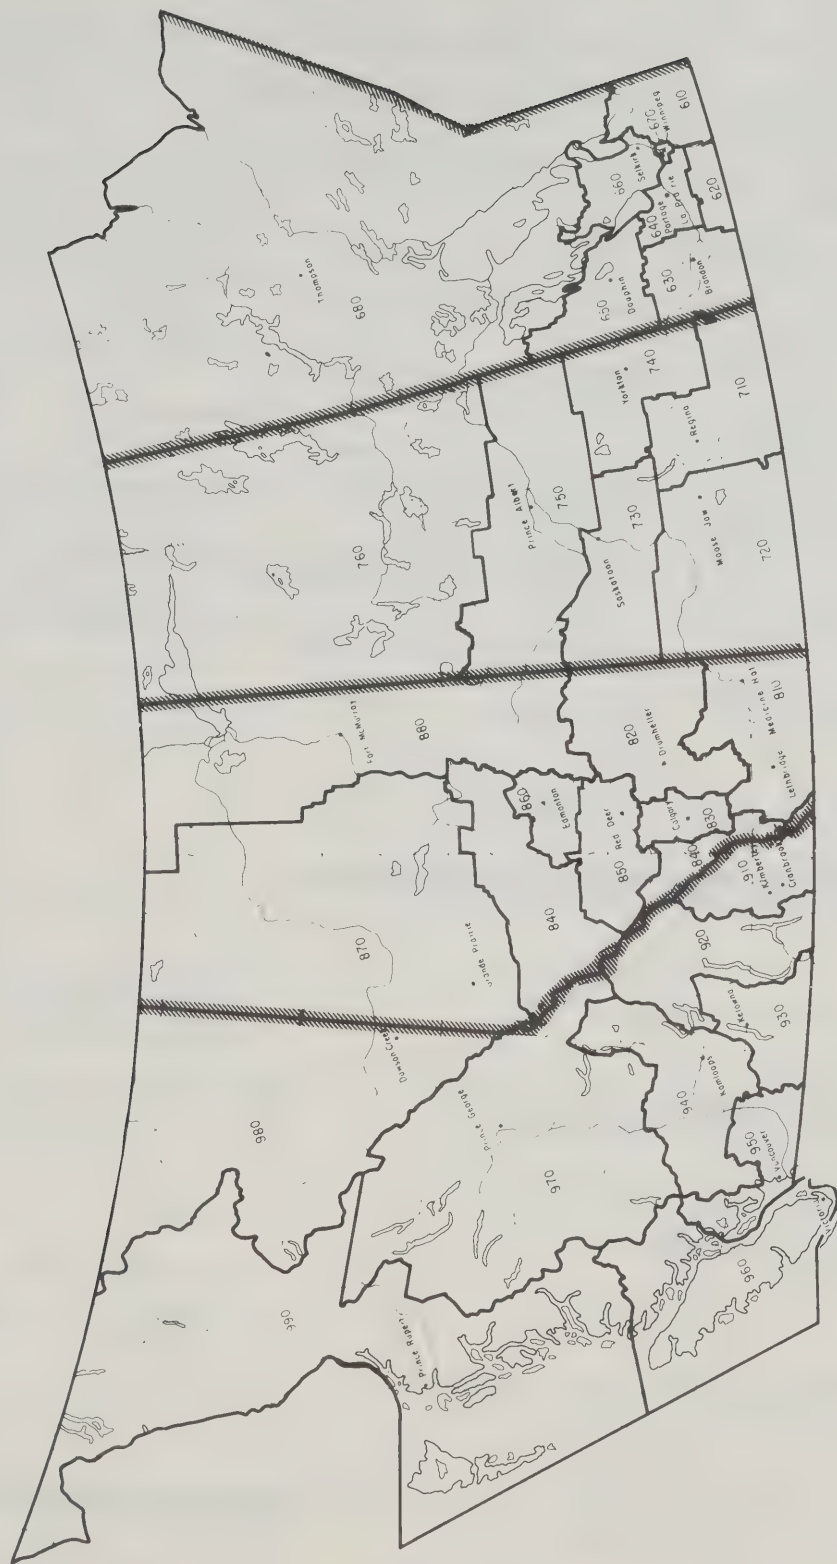 610
670
Winnipeg
620
660
Selkirk
640
Portage
La Prairie
630
Brandon
650
Dauphin
Thompson
680
710
Regina
740
Yorkton
720
Moose Jaw
730
Saskatoon
750
Prince Albert
760
810
Medicine Hat
Lethbridge
820
Drumheller
830
Calgary
840
850
Red Deer
860
Edmonton
840
870
Grande Prairie
880
Fort McMurray
910
Kimberley
Cranbrook
920
930
Kelowna
940
Kamloops
950
Vancouver
960
Victoria
970
Prince George
980
Dawson Creek
990
Prince Rupert